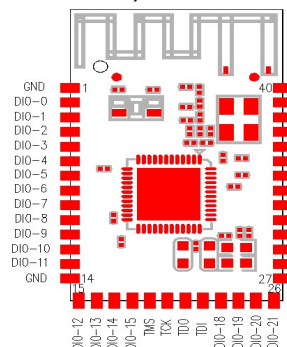 GND 1 40
DIO-0
DIO-1
DIO-2
DIO-3
DIO-4
DIO-5
DIO-6
DIO-7
DIO-8
DIO-9
DIO-10
DIO-11
GND 14 27
15 26
DIO-12
DIO-13
DIO-14
DIO-15
TMS
TCK
TDO
TDI
DIO-18
DIO-19
DIO-20
DIO-21